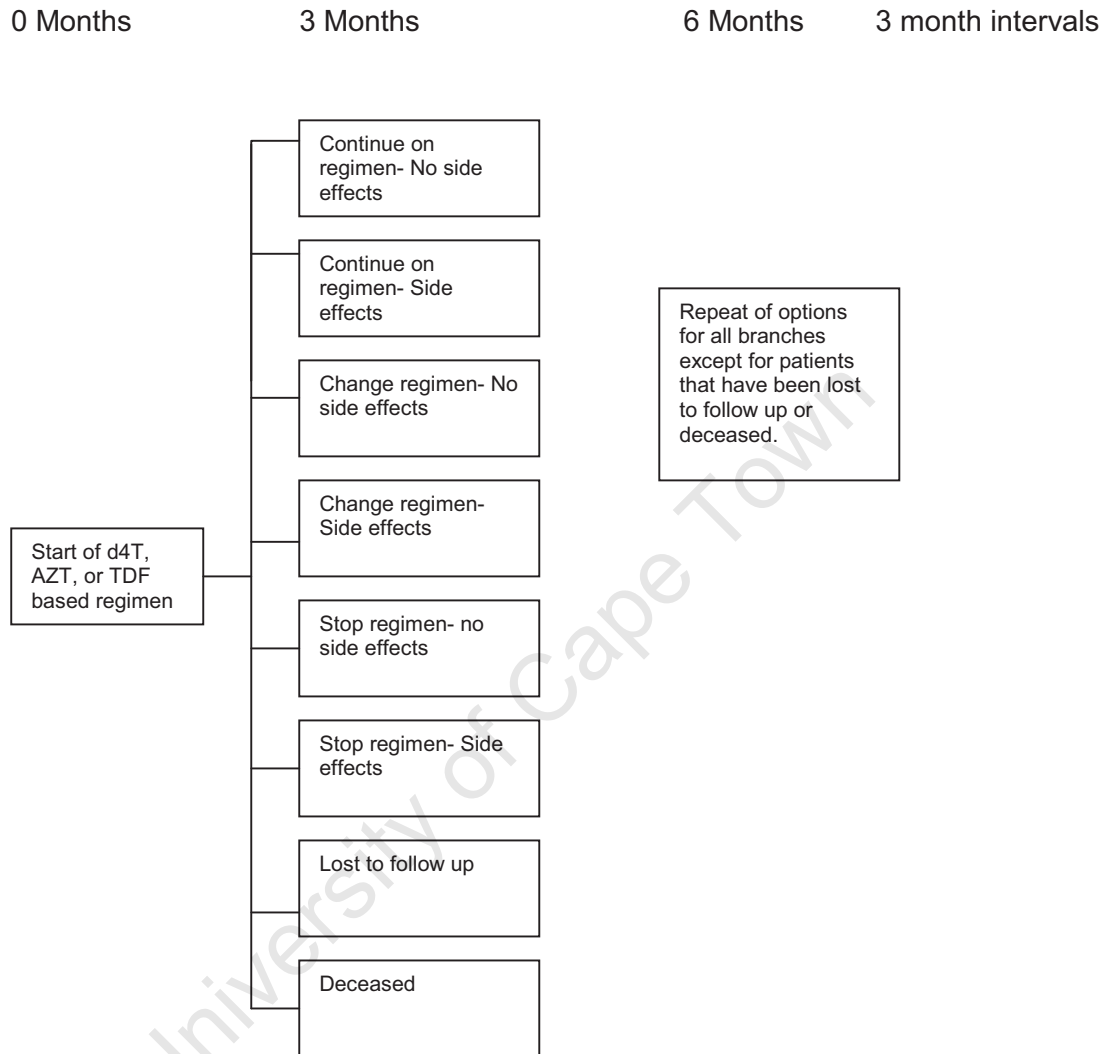 0 Months 3 Months 6 Months 3 month intervals
Continue on
regimen- No side
effects
Continue on
regimen- Side
effects
Change regimen- No
side effects
Change regimen-
Side effects
Start of d4T,
AZT, or TDF
based regimen
Stop regimen- no
side effects
Stop regimen- Side
effects
Lost to follow up
Deceased
Repeat of options
for all branches
except for patients
that have been lost
to follow up or
deceased.
University of Cape Town